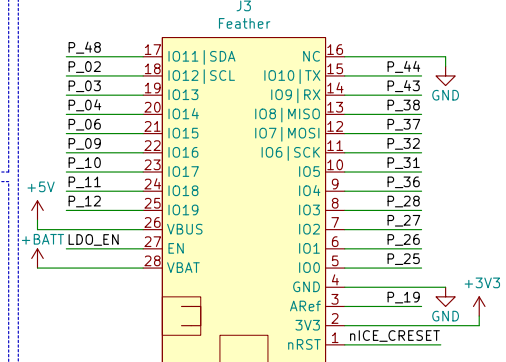 J3
Feather
P_48 17 IO11|SDA NC 16
P_02 18 IO12|SCL IO10|TX 15 P_44
P_03 19 IO13 IO9|RX 14 P_43 GND
P_04 20 IO14 IO8|MISO 13 P_38
P_06 21 IO15 IO7|MOSI 12 P_37
P_09 22 IO16 IO6|SCK 11 P_32
P_10 23 IO17 IO5 10 P_31
P_11 24 IO18 IO4 9 P_36
+5V P_12 25 IO19 IO3 8 P_28
26 VBUS IO2 7 P_27
+BATT LDO_EN 27 EN IO1 6 P_26
28 VBAT IO0 5 P_25
GND 4 +3V3
ARef 3 P_19 GND
3V3 2
nRST 1 nICE_CRESET